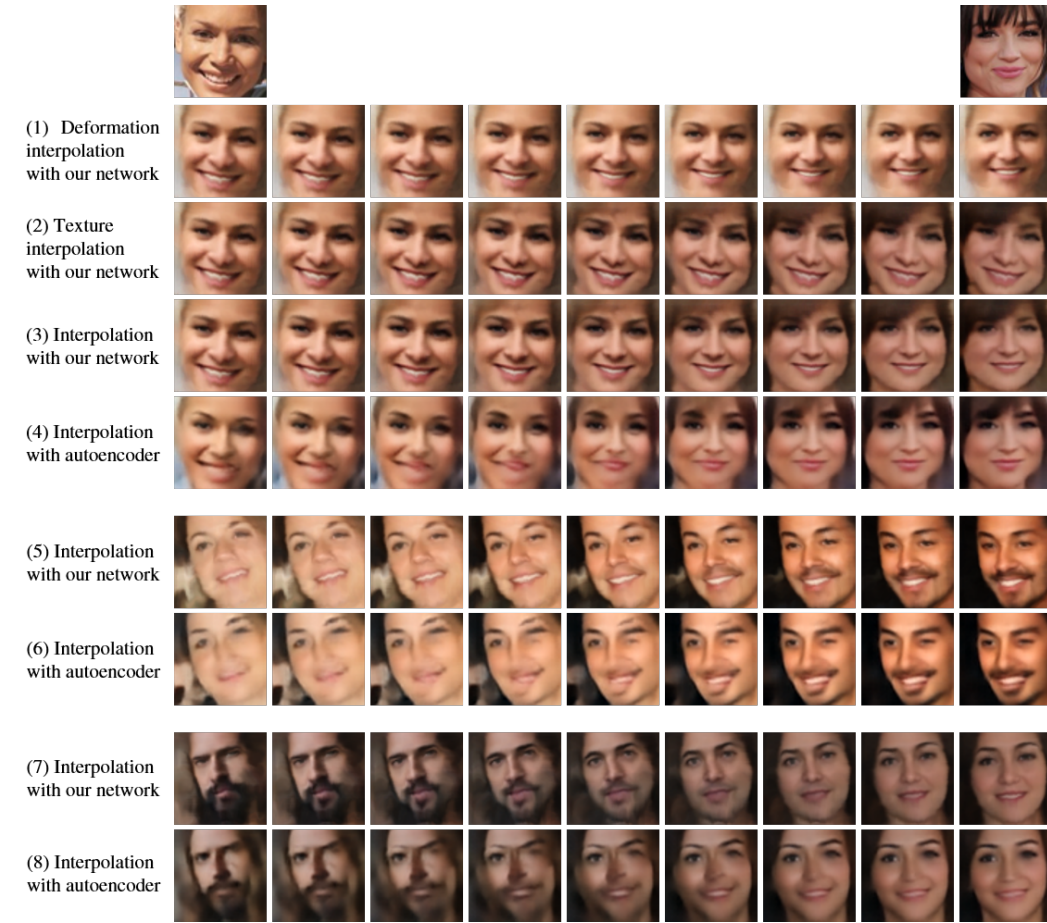 (1) Deformation
interpolation
with our network
(2) Texture
interpolation
with our network
(3) Interpolation
with our network
(4) Interpolation
with autoencoder
(5) Interpolation
with our network
(6) Interpolation
with autoencoder
(7) Interpolation
with our network
(8) Interpolation
with autoencoder